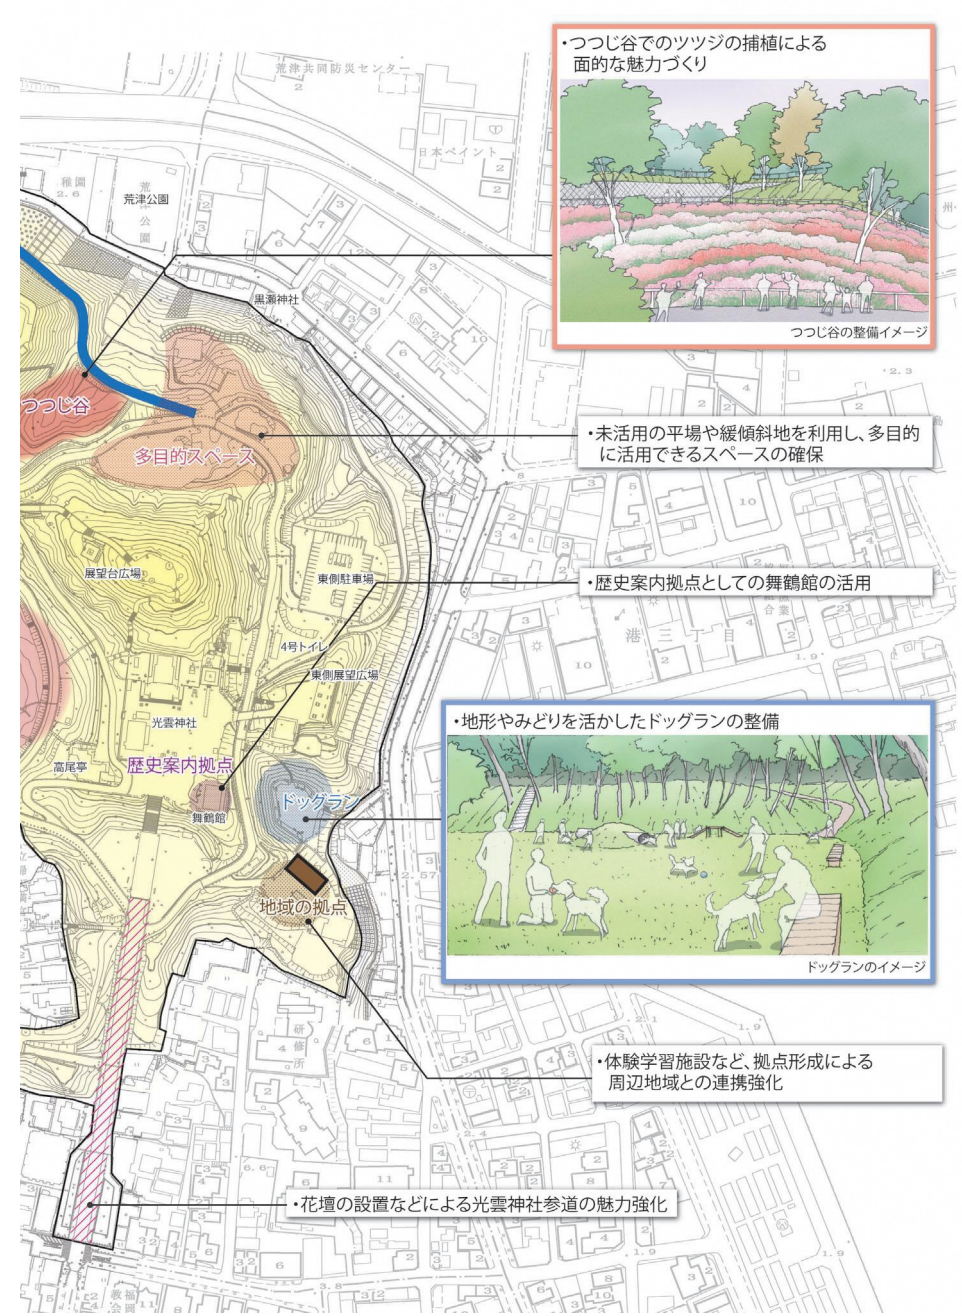 ・つつじ谷でのツツジの捕植による
面的な魅力づくり
つつじ谷の整備イメージ
荒津共同防災センター
日本ペイント
稚園
荒津公園
荒津公園
黒瀬神社
つつじ谷
多目的スペース
・未活用の平場や緩傾斜地を利用し、多目的
に活用できるスペースの確保
展望台広場
東側駐車場
・歴史案内拠点としての舞鶴館の活用
港三丁目
4号トイレ
東側展望広場
光雲神社
・地形やみどりを活かしたドッグランの整備
ドッグランのイメージ
高尾亭
歴史案内拠点
舞鶴館
ドッグラン
地域の拠点
研修所
・体験学習施設など、拠点形成による
周辺地域との連携強化
・花壇の設置などによる光雲神社参道の魅力強化